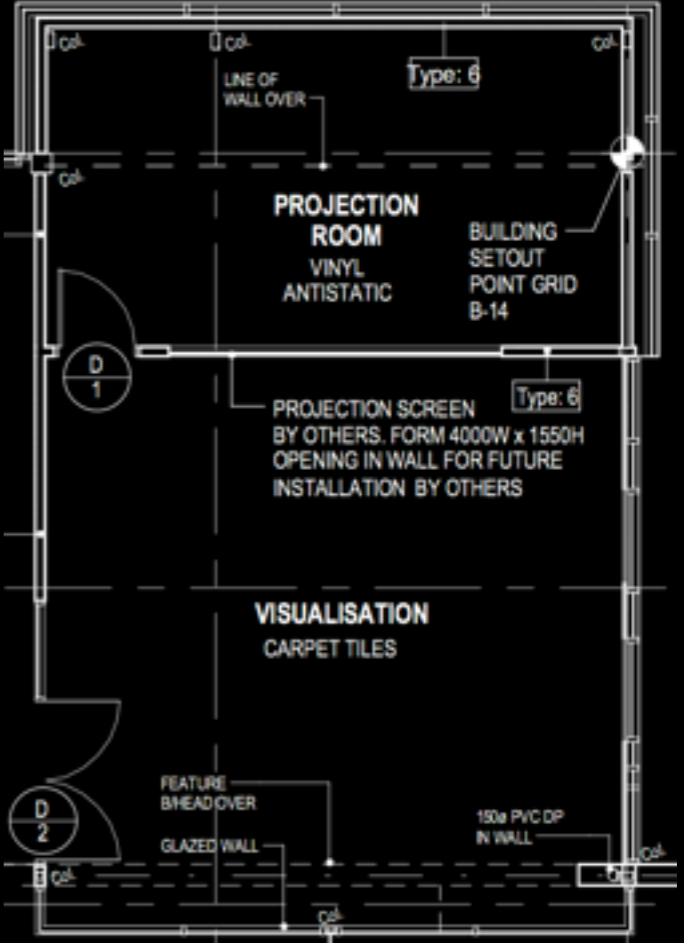 CoL
CoL
CoL
Type: 6
LINE OF
WALL OVER
CoL
PROJECTION
ROOM
VINYL
ANTISTATIC
BUILDING
SETOUT
POINT GRID
B-14
D
1
Type: 6
PROJECTION SCREEN
BY OTHERS. FORM 4000W x 1550H
OPENING IN WALL FOR FUTURE
INSTALLATION BY OTHERS
VISUALISATION
CARPET TILES
D
2
FEATURE
B/HEAD OVER
GLAZED WALL
150ø PVC DP
IN WALL
CoL
CoL
CoL